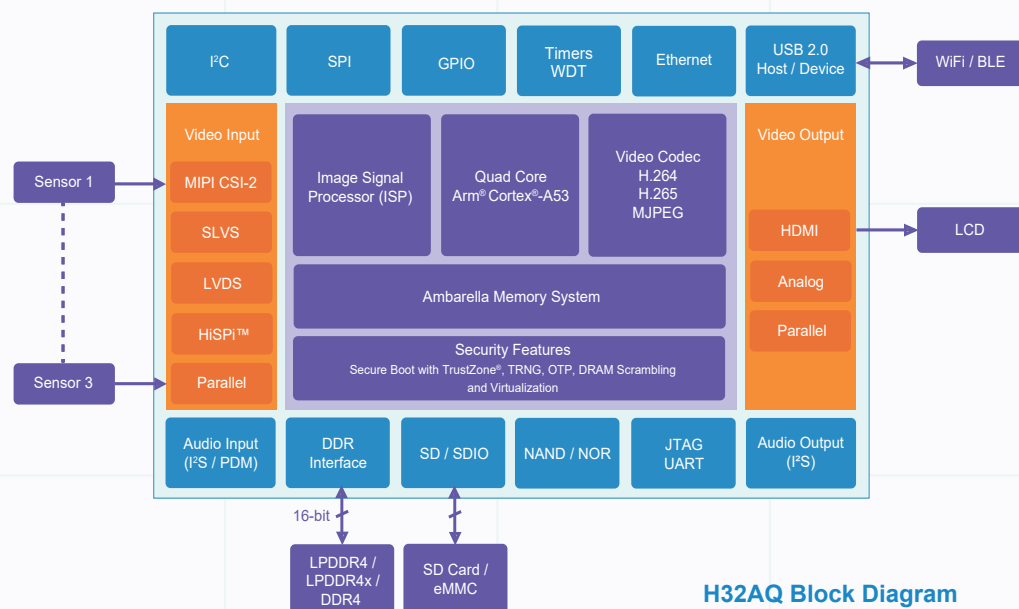 I²C
SPI
GPIO
Timers
WDT
Ethernet
USB 2.0
Host / Device
WiFi / BLE
Video Input
MIPI CSI-2
SLVS
LVDS
HiSPi™
Parallel
Sensor 1
Sensor 3
Image Signal
Processor (ISP)
Quad Core
Arm® Cortex®-A53
Video Codec
H.264
H.265
MJPEG
Ambarella Memory System
Security Features
Secure Boot with TrustZone®, TRNG, OTP, DRAM Scrambling
and Virtualization
Video Output
HDMI
Analog
Parallel
LCD
Audio Input
(I²S / PDM)
DDR
Interface
SD / SDIO
NAND / NOR
JTAG
UART
Audio Output
(I²S)
16-bit
LPDDR4 /
LPDDR4x /
DDR4
SD Card /
eMMC
H32AQ Block Diagram